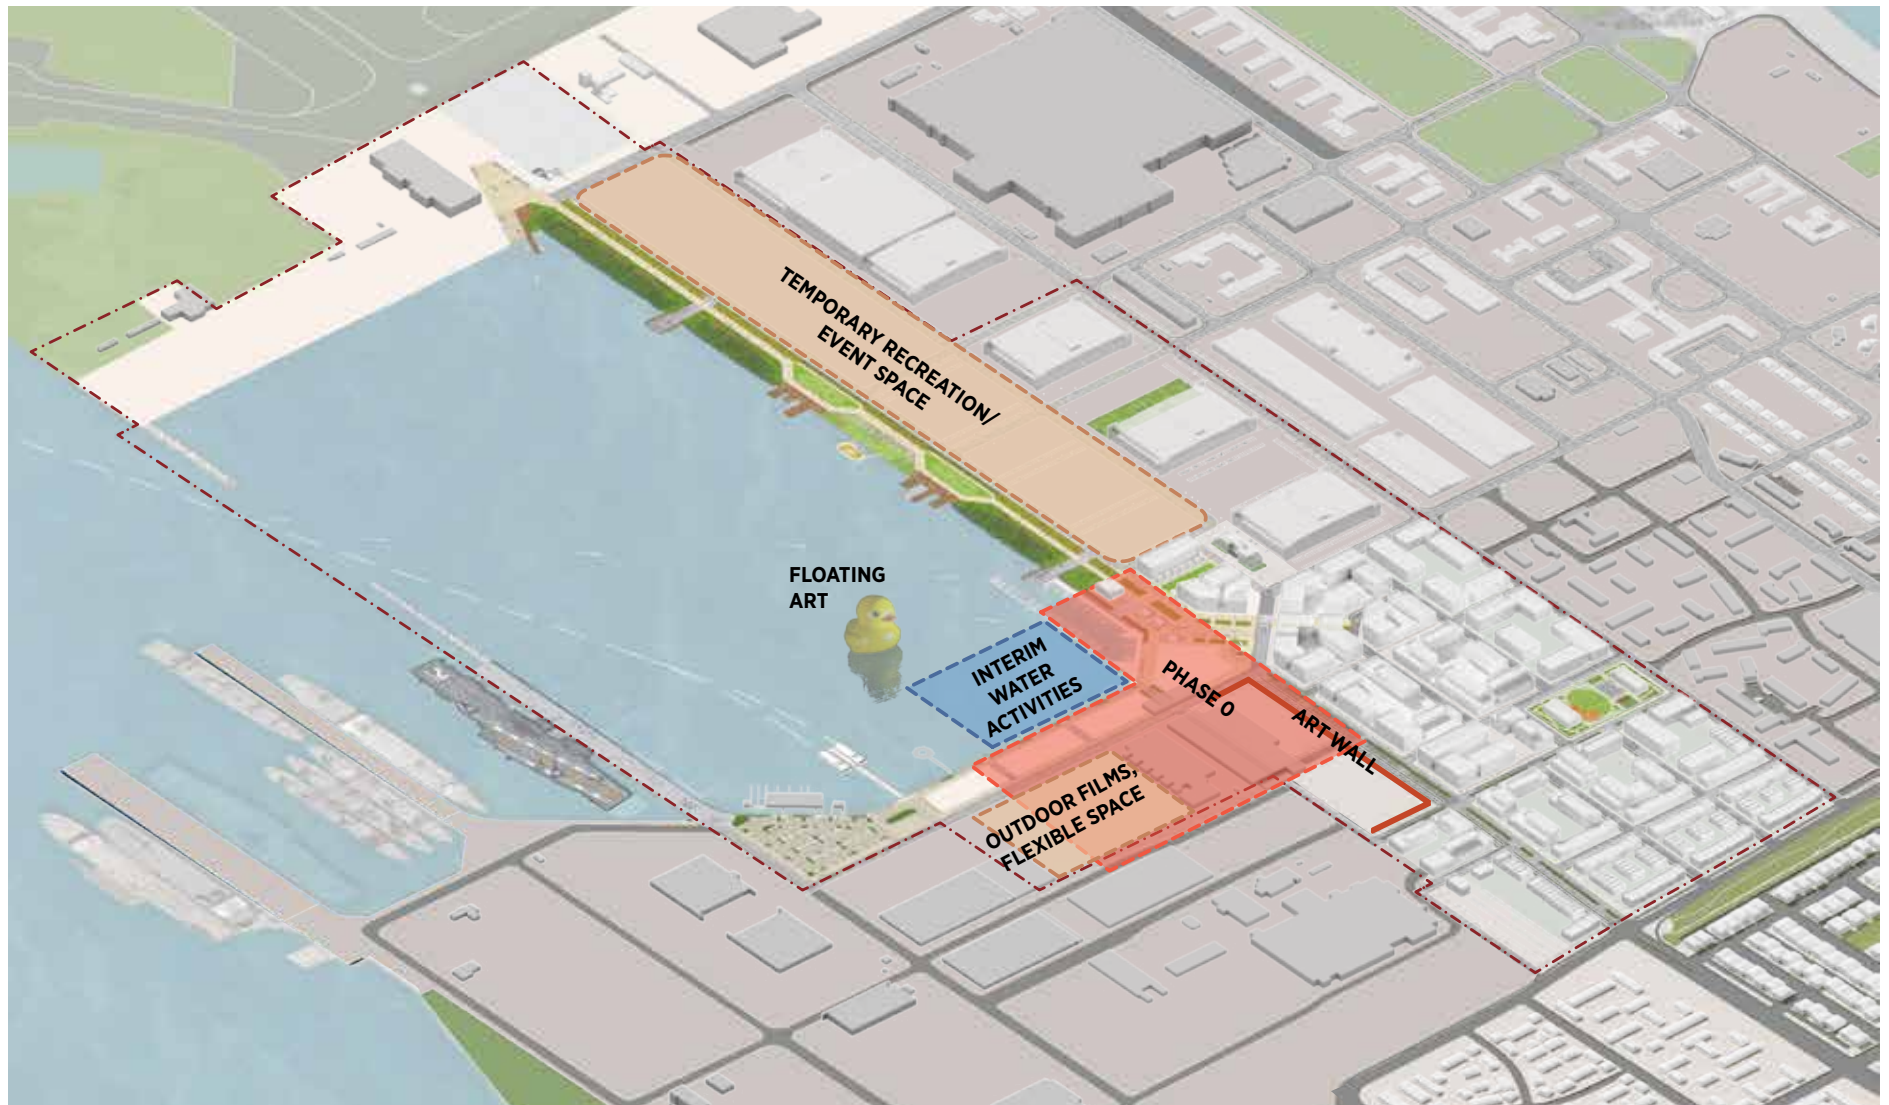 TEMPORARY RECREATION/
EVENT SPACE
FLOATING
ART
INTERIM
WATER
ACTIVITIES
PHASE 0
ART WALL
OUTDOOR FILMS,
FLEXIBLE SPACE